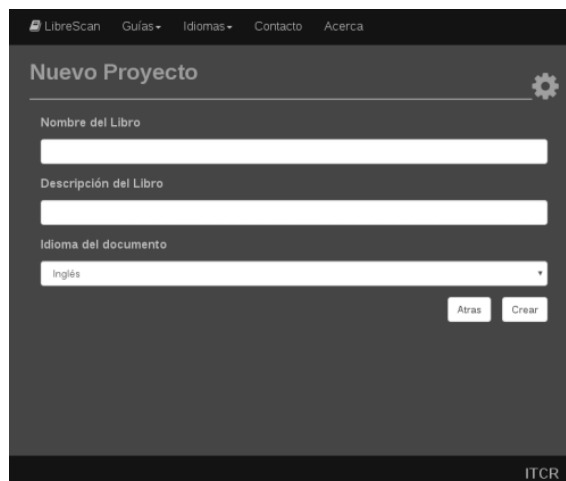 LibreScan Guías Idiomas Contacto Acerca
Nuevo Proyecto
Nombre del Libro
Descripción del Libro
Idioma del documento
Inglés
Atras Crear
ITCR